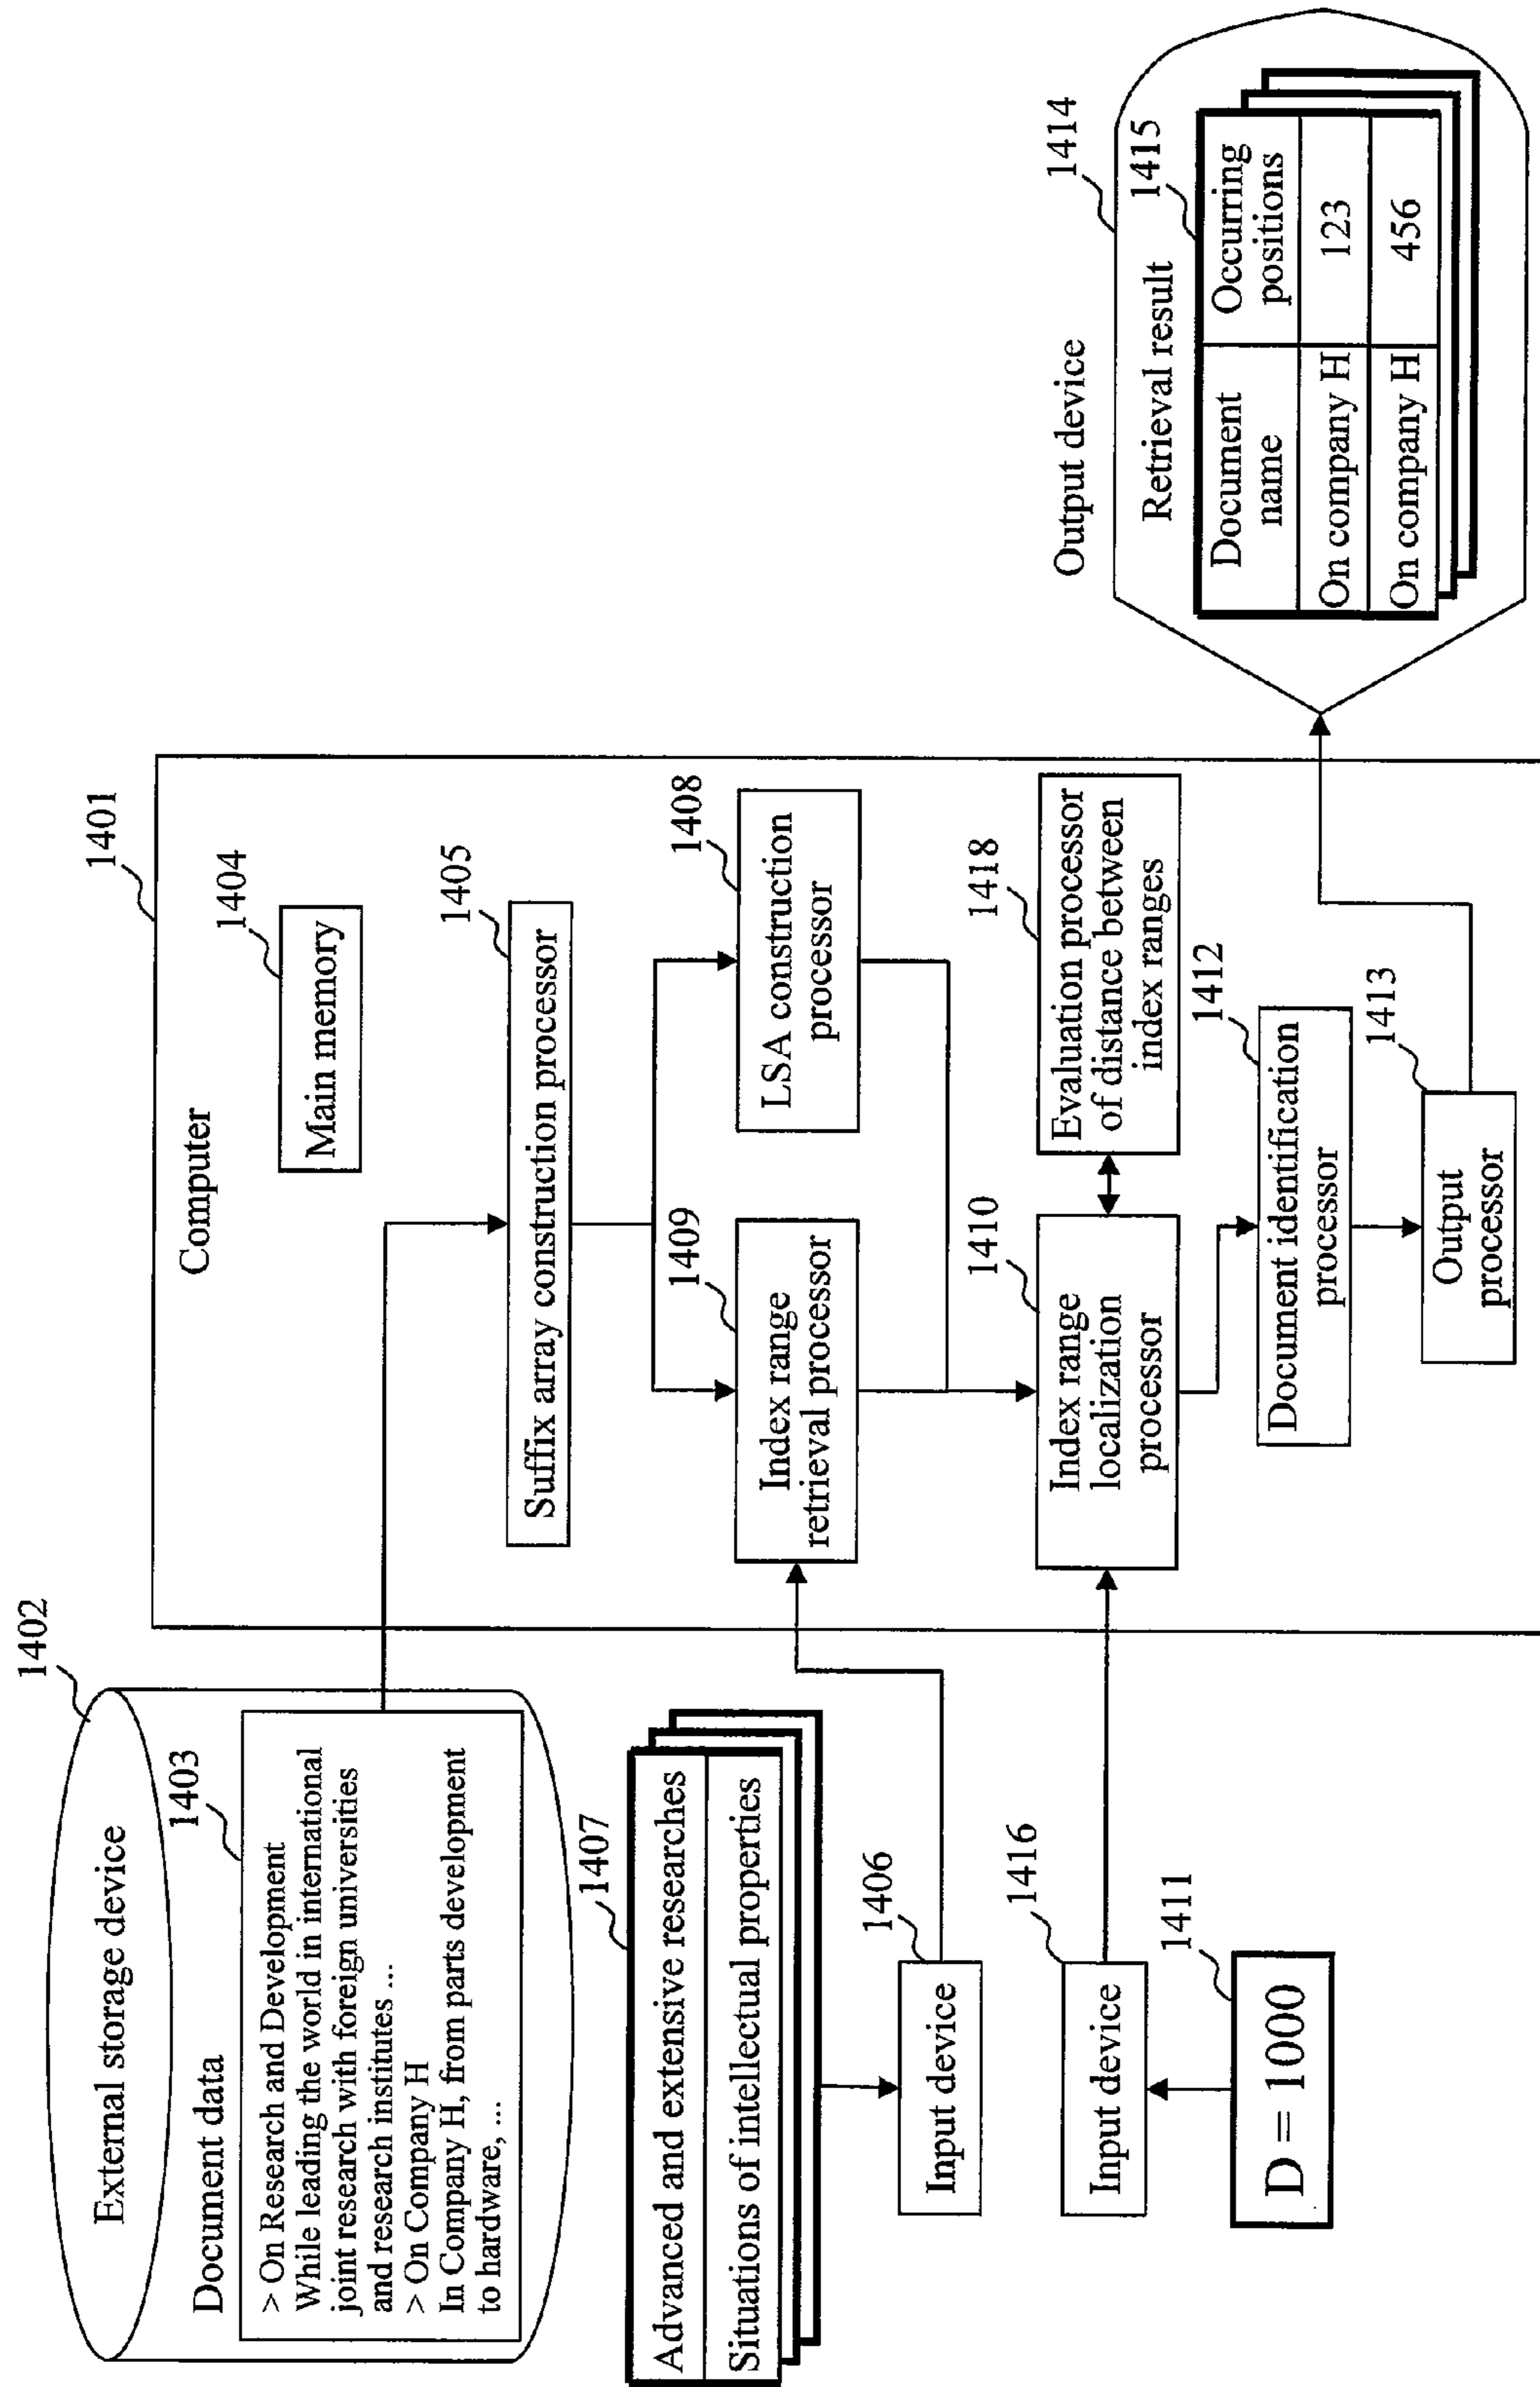 1402
External storage device
Document data
1403
> On Research and Development
While leading the world in international
joint research with foreign universities
and research institutes ...
> On Company H
In Company H, from parts development
to hardware, ...
1407
Advanced and extensive researches
Situations of intellectual properties
1406
Input device
1416
Input device
1411
D = 1000
1401
Computer
1404
Main memory
1405
Suffix array construction processor
1409
Index range
retrieval processor
1408
LSA construction
processor
1410
Index range
localization
processor
1418
Evaluation processor
of distance between
index ranges
1412
Document identification
processor
1413
Output
processor
Output device
1414
Retrieval result
1415
Document
name
Occurring
positions
On company H
123
On company H
456